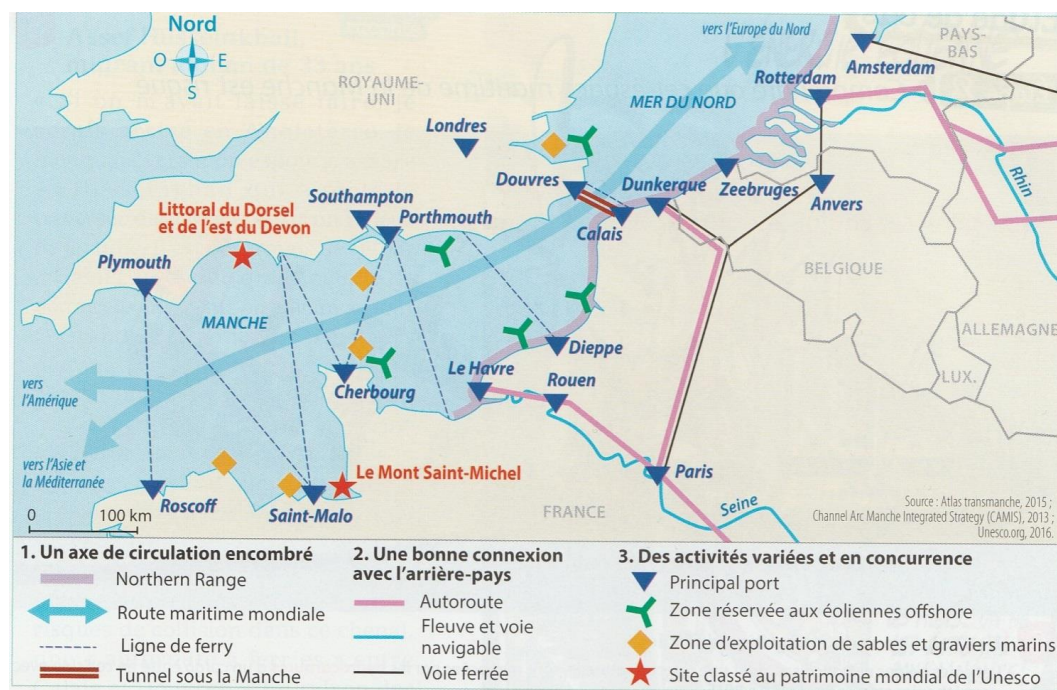 Nord
O
E
S
vers l'Europe du Nord
PAYS-
BAS
Amsterdam
Rotterdam
ROYAUME-
UNI
MER DU NORD
Londres
Rhin
Douvres
Dunkerque
Zeebruges
Anvers
Calais
Southampton
Porthmouth
Littoral du Dorsel
et de l'est du Devon
Plymouth
BELGIQUE
MANCHE
ALLEMAGNE
Dieppe
LUX.
Le Havre
Rouen
Cherbourg
vers
l'Amérique
vers l'Asie et
la Méditerranée
Le Mont Saint-Michel
Paris
Roscoff
Saint-Malo
Seine
FRANCE
0
100 km
Source : Atlas transmanche, 2015 ;
Channel Arc Manche Integrated Strategy (CAMIS), 2013 ;
Unesco.org, 2016.
1. Un axe de circulation encombré
Northern Range
Route maritime mondiale
Ligne de ferry
Tunnel sous la Manche
2. Une bonne connexion
avec l'arrière-pays
Autoroute
Fleuve et voie
navigable
Voie ferrée
3. Des activités variées et en concurrence
Principal port
Zone réservée aux éoliennes offshore
Zone d'exploitation de sables et graviers marins
Site classé au patrimoine mondial de l'Unesco